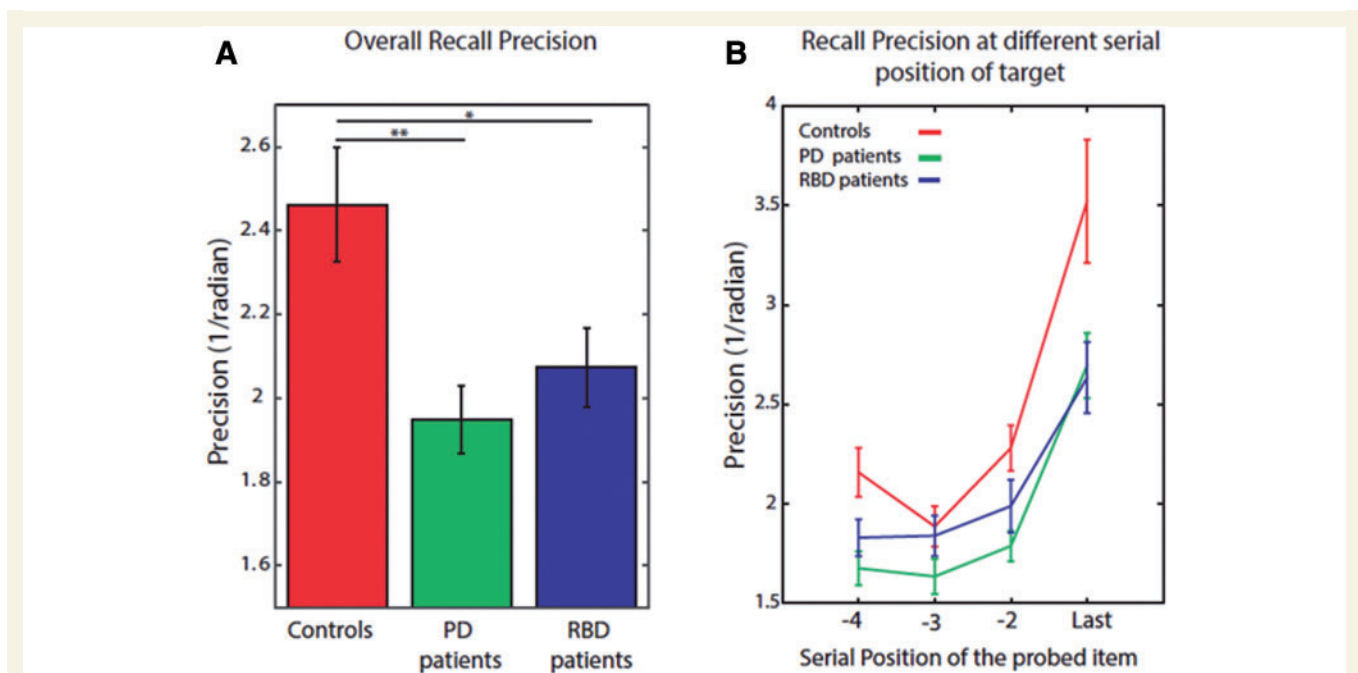 A
Overall Recall Precision
**
*
Precision (1/radian)
2.6
2.4
2.2
2
1.8
1.6
Controls
PD
patients
RBD
patients
B
Recall Precision at different serial
position of target
Controls
PD patients
RBD patients
Precision (1/radian)
4
3.5
3
2.5
2
1.5
-4
-3
-2
Last
Serial Position of the probed item